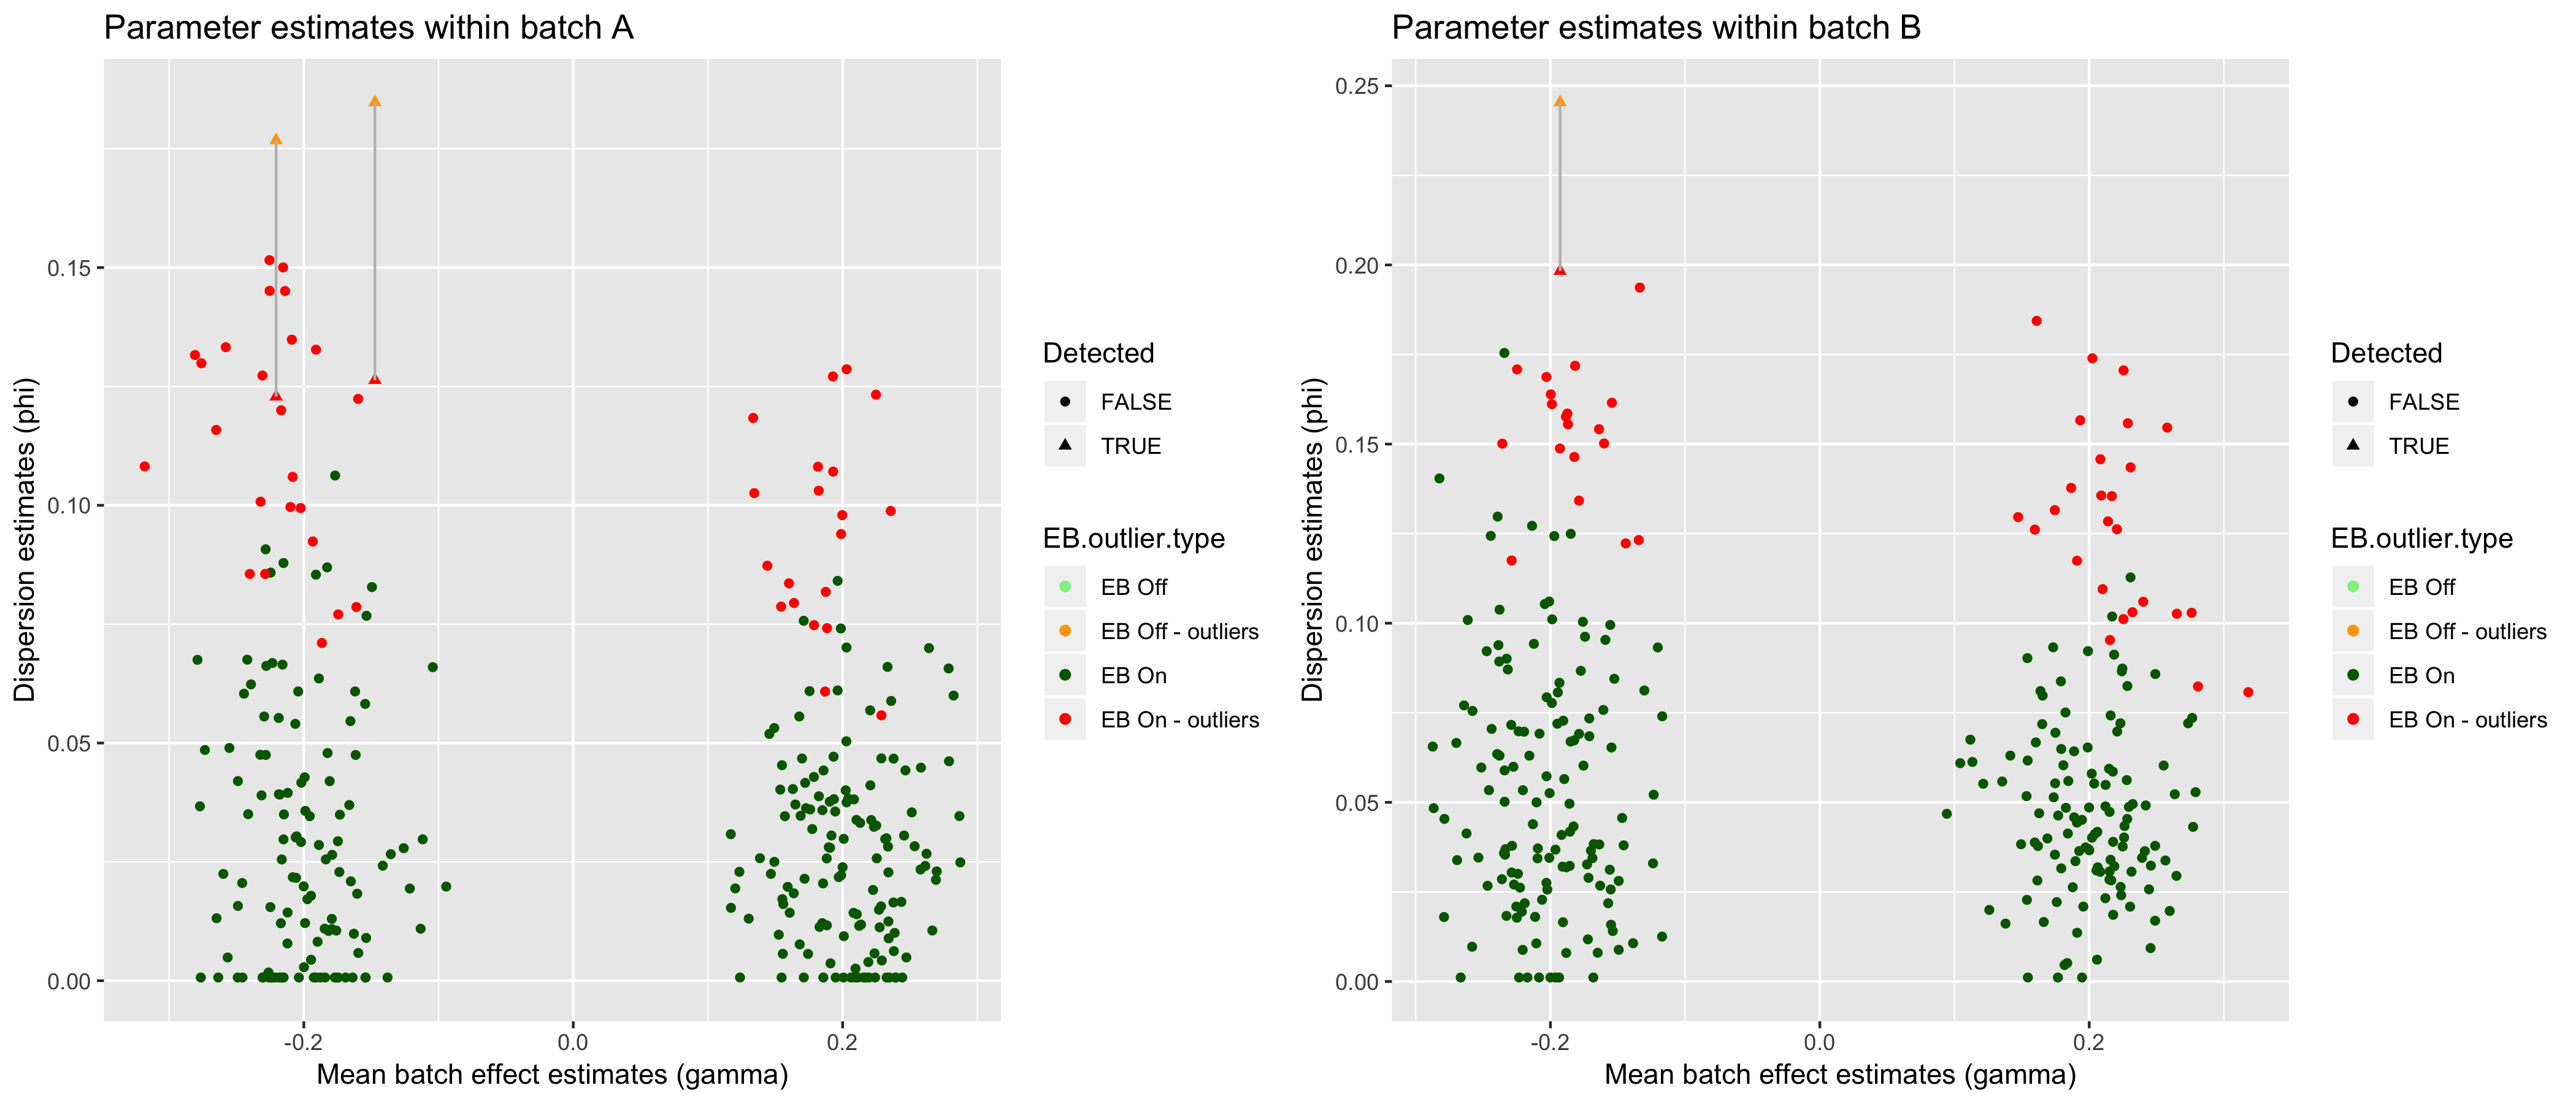 Parameter estimates within batch A
Dispersion estimates (phi)
0.15
0.10
0.05
0.00
-0.2
0.0
0.2
Mean batch effect estimates (gamma)
Detected
FALSE
TRUE
EB.outlier.type
EB Off
EB Off - outliers
EB On
EB On - outliers
Parameter estimates within batch B
Dispersion estimates (phi)
0.25
0.20
0.15
0.10
0.05
0.00
-0.2
0.0
0.2
Mean batch effect estimates (gamma)
Detected
FALSE
TRUE
EB.outlier.type
EB Off
EB Off - outliers
EB On
EB On - outliers